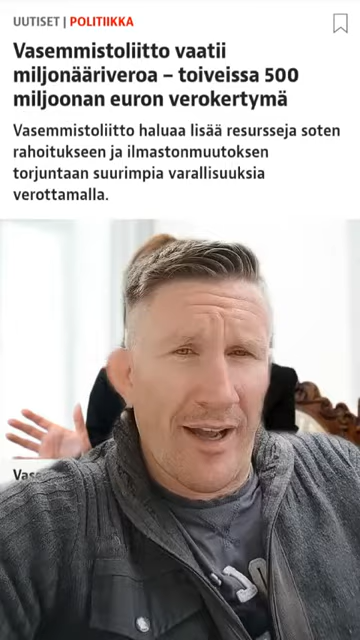 UUTISET | POLITIIKKA
Vasemmistoliitto vaatii
miljonääriveroa – toiveissa 500
miljoonan euron verokertymä
Vasemmistoliitto haluaa lisää resursseja soten
rahoitukseen ja ilmastonmuutoksen
torjuntaan suurimpia varallisuuksia
verottamalla.